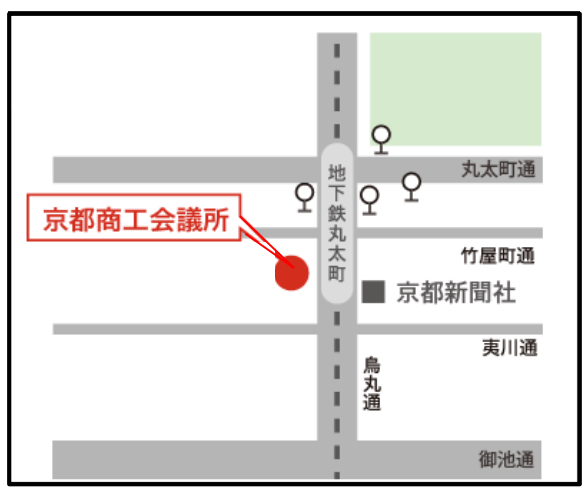 丸太町通
地下鉄丸太町
京都商工会議所
竹屋町通
京都新聞社
夷川通
烏丸通
御池通